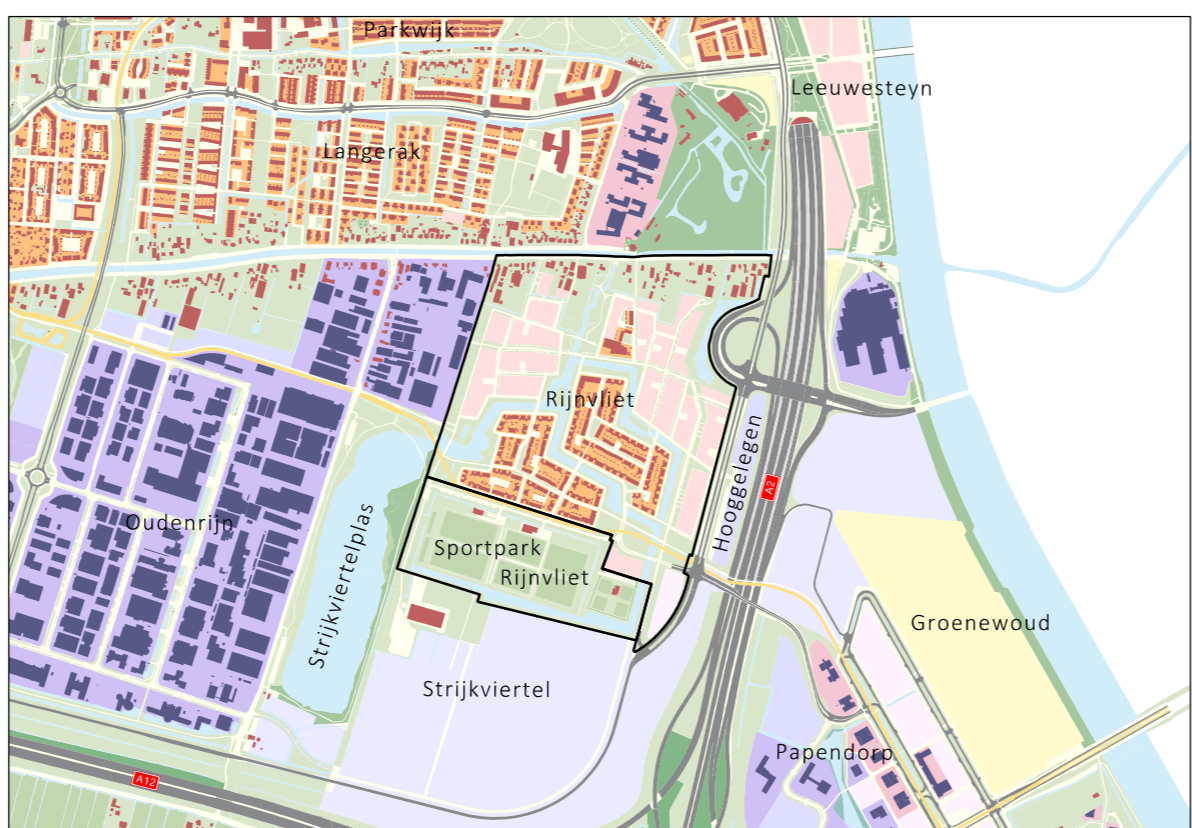 Parkwijk
Leeuwesteyn
Langerak
Rijnvliet
Hooggelegen
A2
Oudenrijn
Strijkviertelplas
Sportpark
Rijnvliet
Groenewoud
Strijkviertel
Papendorp
A12